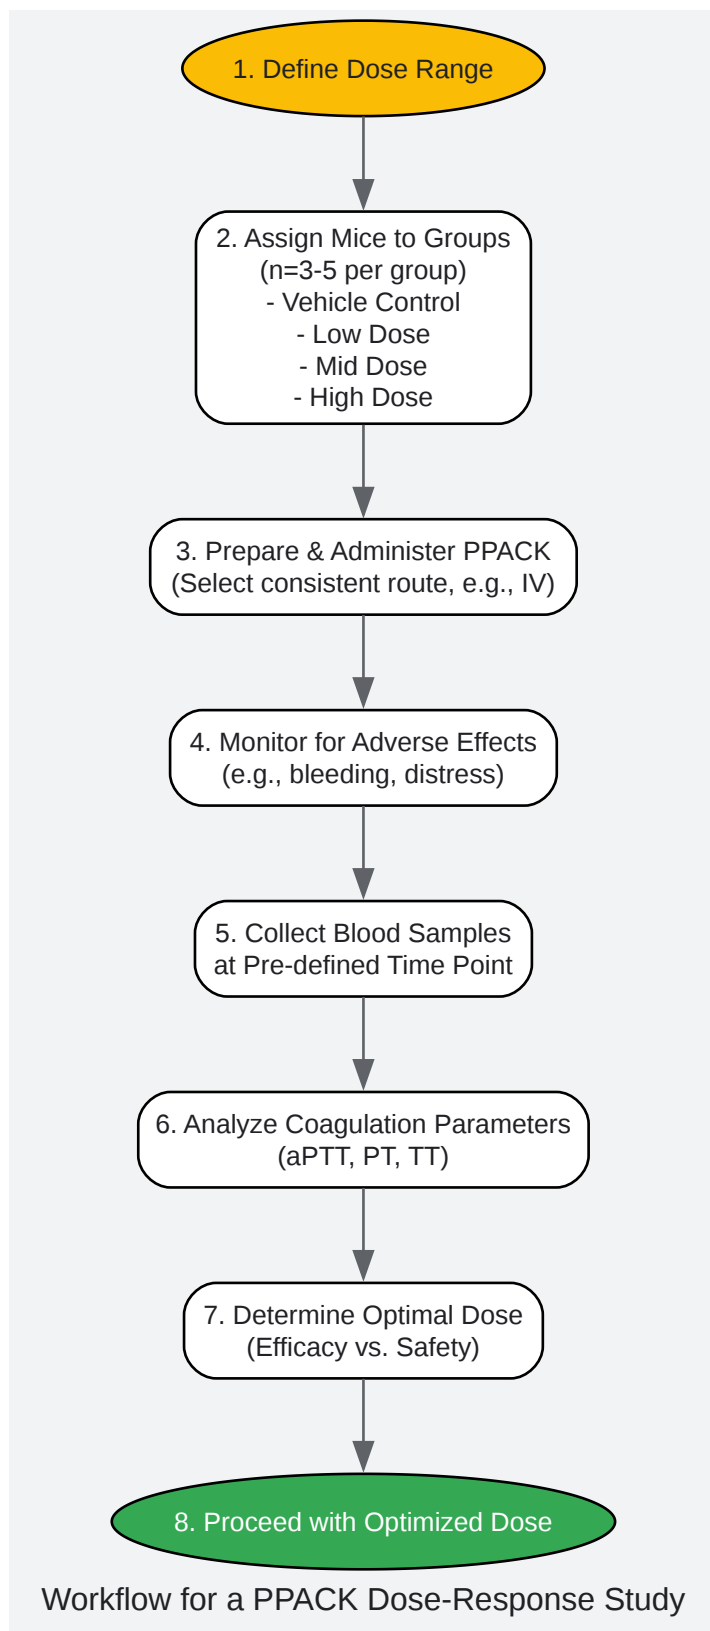 1. Define Dose Range
2. Assign Mice to Groups
(n=3-5 per group)
- Vehicle Control
- Low Dose
- Mid Dose
- High Dose
3. Prepare & Administer PPACK
(Select consistent route, e.g., IV)
4. Monitor for Adverse Effects
(e.g., bleeding, distress)
5. Collect Blood Samples
at Pre-defined Time Point
6. Analyze Coagulation Parameters
(aPTT, PT, TT)
7. Determine Optimal Dose
(Efficacy vs. Safety)
8. Proceed with Optimized Dose
Workflow for a PPACK Dose-Response Study